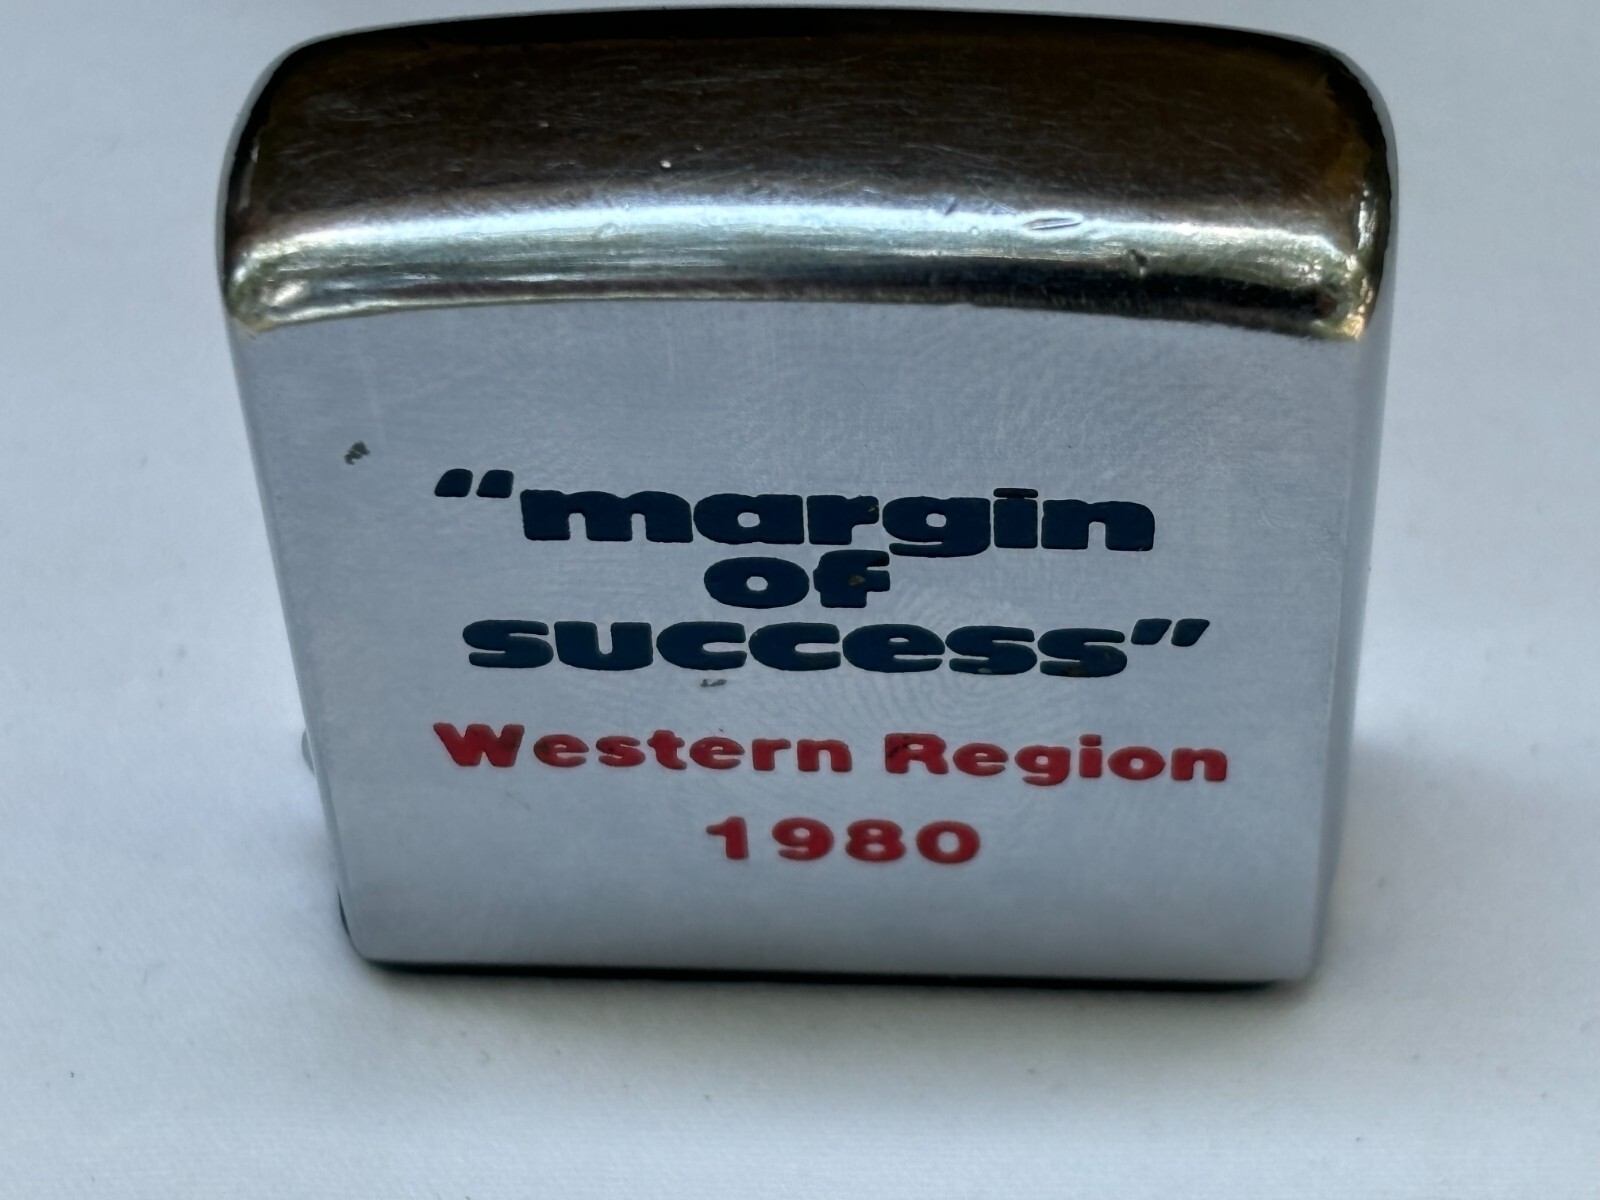 “margin
of
success”
Western Region
1980